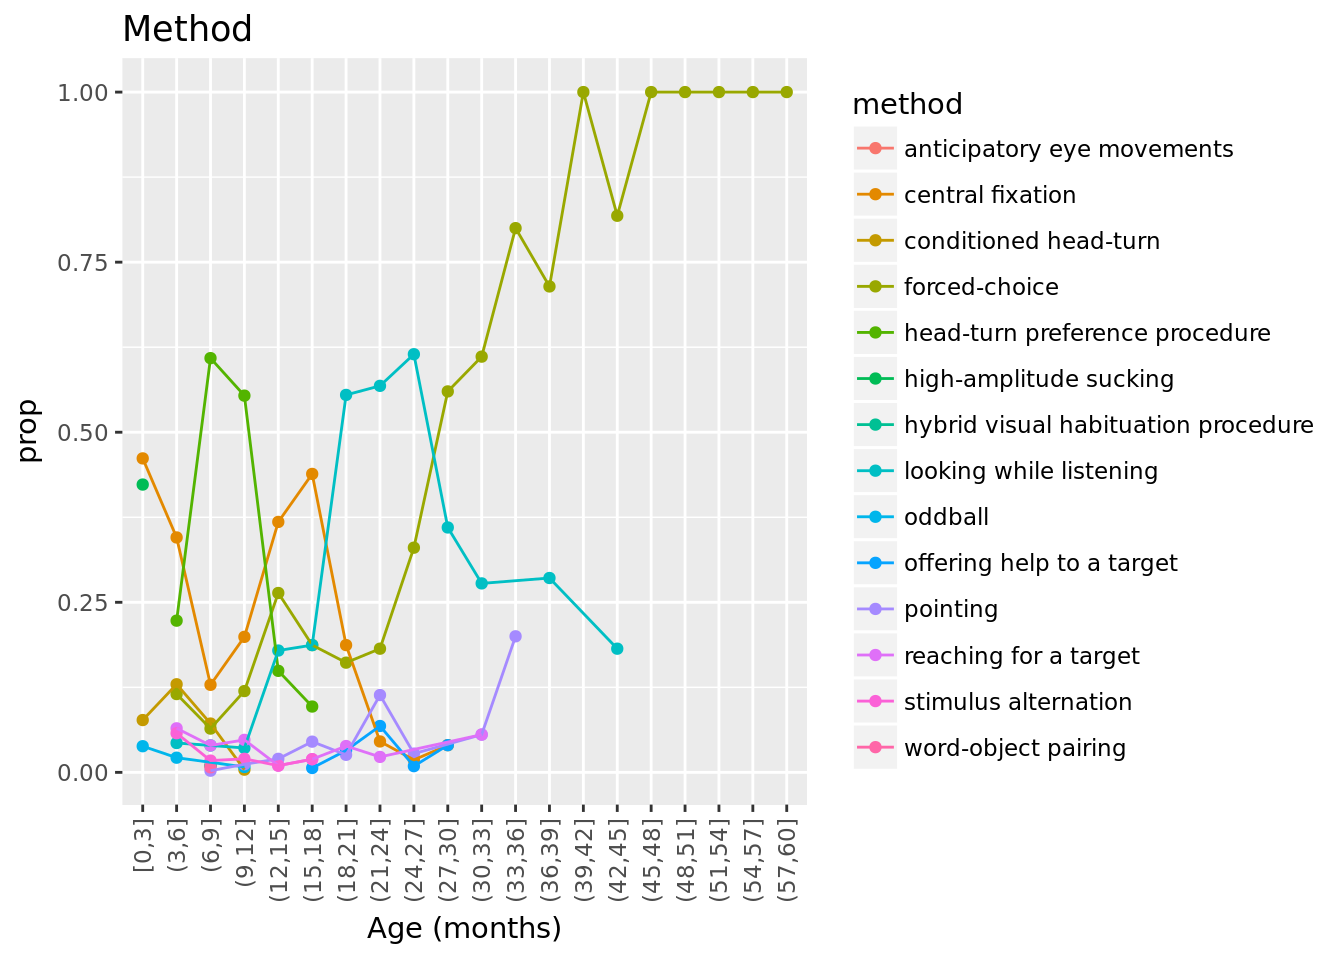 Method
1.00
0.75
0.50
0.25
0.00
prop
[0,3]
(3,6]
(6,9]
(9,12]
(12,15]
(15,18]
(18,21]
(21,24]
(24,27]
(27,30]
(30,33]
(33,36]
(36,39]
(39,42]
(42,45]
(45,48]
(48,51]
(51,54]
(54,57]
(57,60]
Age (months)
method
anticipatory eye movements
central fixation
conditioned head-turn
forced-choice
head-turn preference procedure
high-amplitude sucking
hybrid visual habituation procedure
looking while listening
oddball
offering help to a target
pointing
reaching for a target
stimulus alternation
word-object pairing